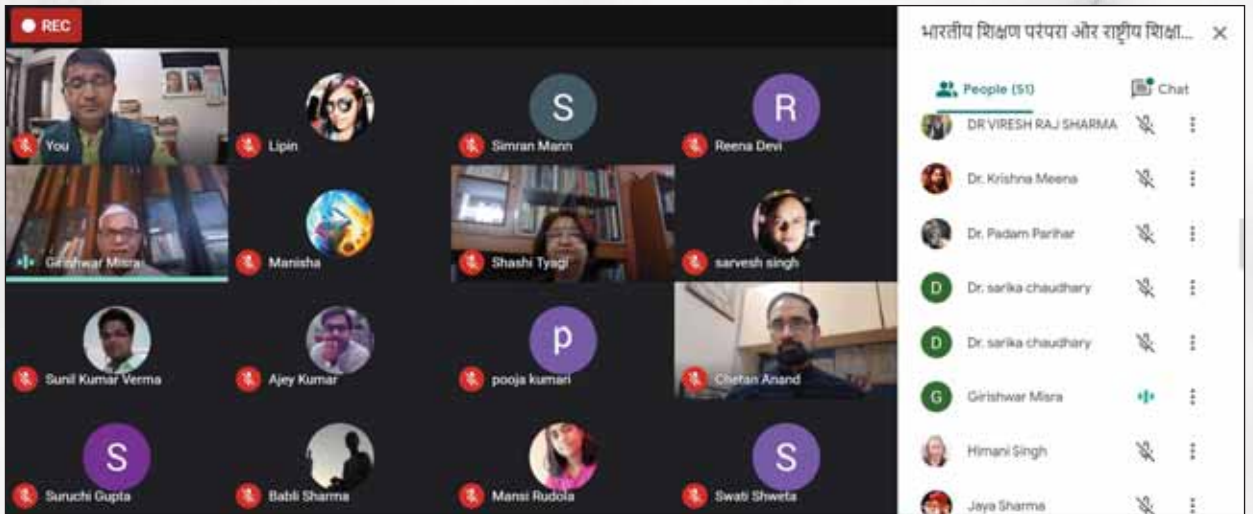 REC
You
Lipin
S
Simran Mann
R
Reena Devi
Girishwar Misra
Manisha
Shashi Tyagi
sarvesh singh
Sunil Kumar Verma
Ajey Kumar
p
pooja kumari
Chetan Anand
S
Suruchi Gupta
Babli Sharma
Mansi Rudola
S
Swati Shweta
भारतीय शिक्षण परंपरा और राष्ट्रीय शिक्षा...
People (51)
Chat
DR VIRESH RAJ SHARMA
Dr. Krishna Meena
Dr. Padam Parihar
D
Dr. sarika chaudhary
D
Dr. sarika chaudhary
G
Girishwar Misra
Himani Singh
Jaya Sharma